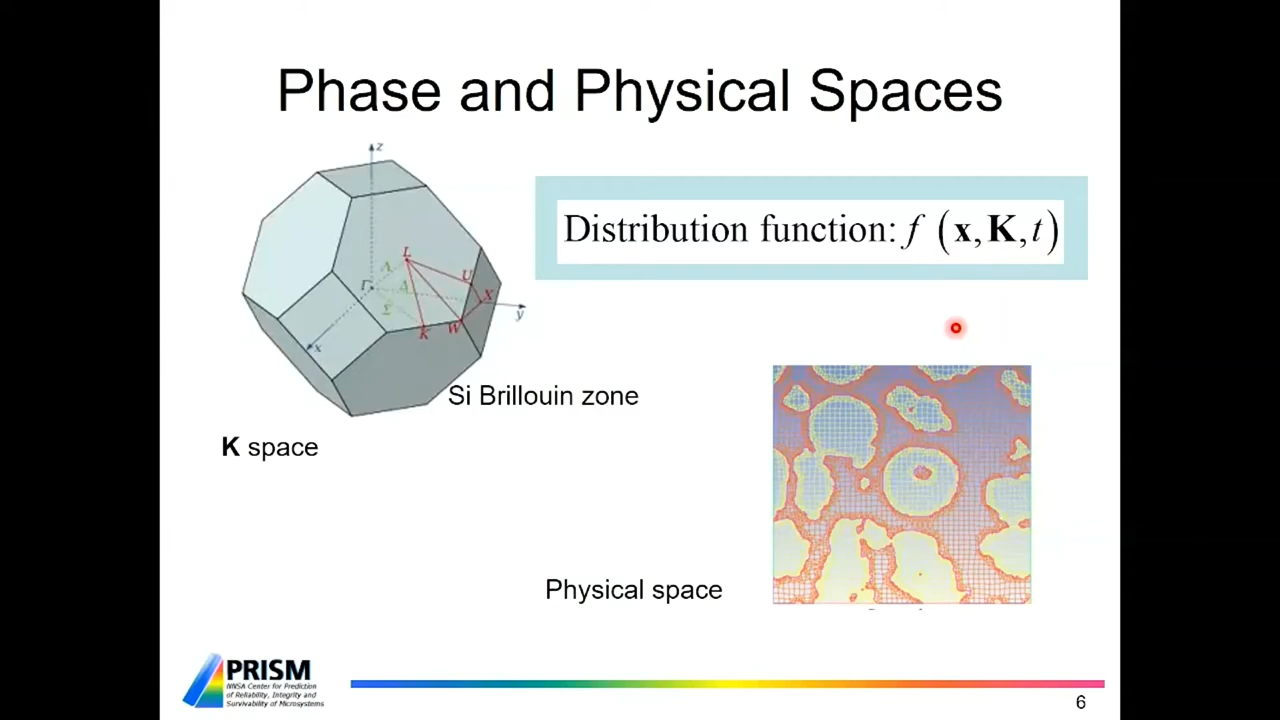 Phase and Physical Spaces
z
Distribution function: f (x, K, t)
L
Λ
U
Γ
Δ
X
Σ
y
K
W
x
Si Brillouin zone
K space
Physical space
PRISM
NNSA Center for Prediction
of Reliability, Integrity and
Survivability of Microsystems
6